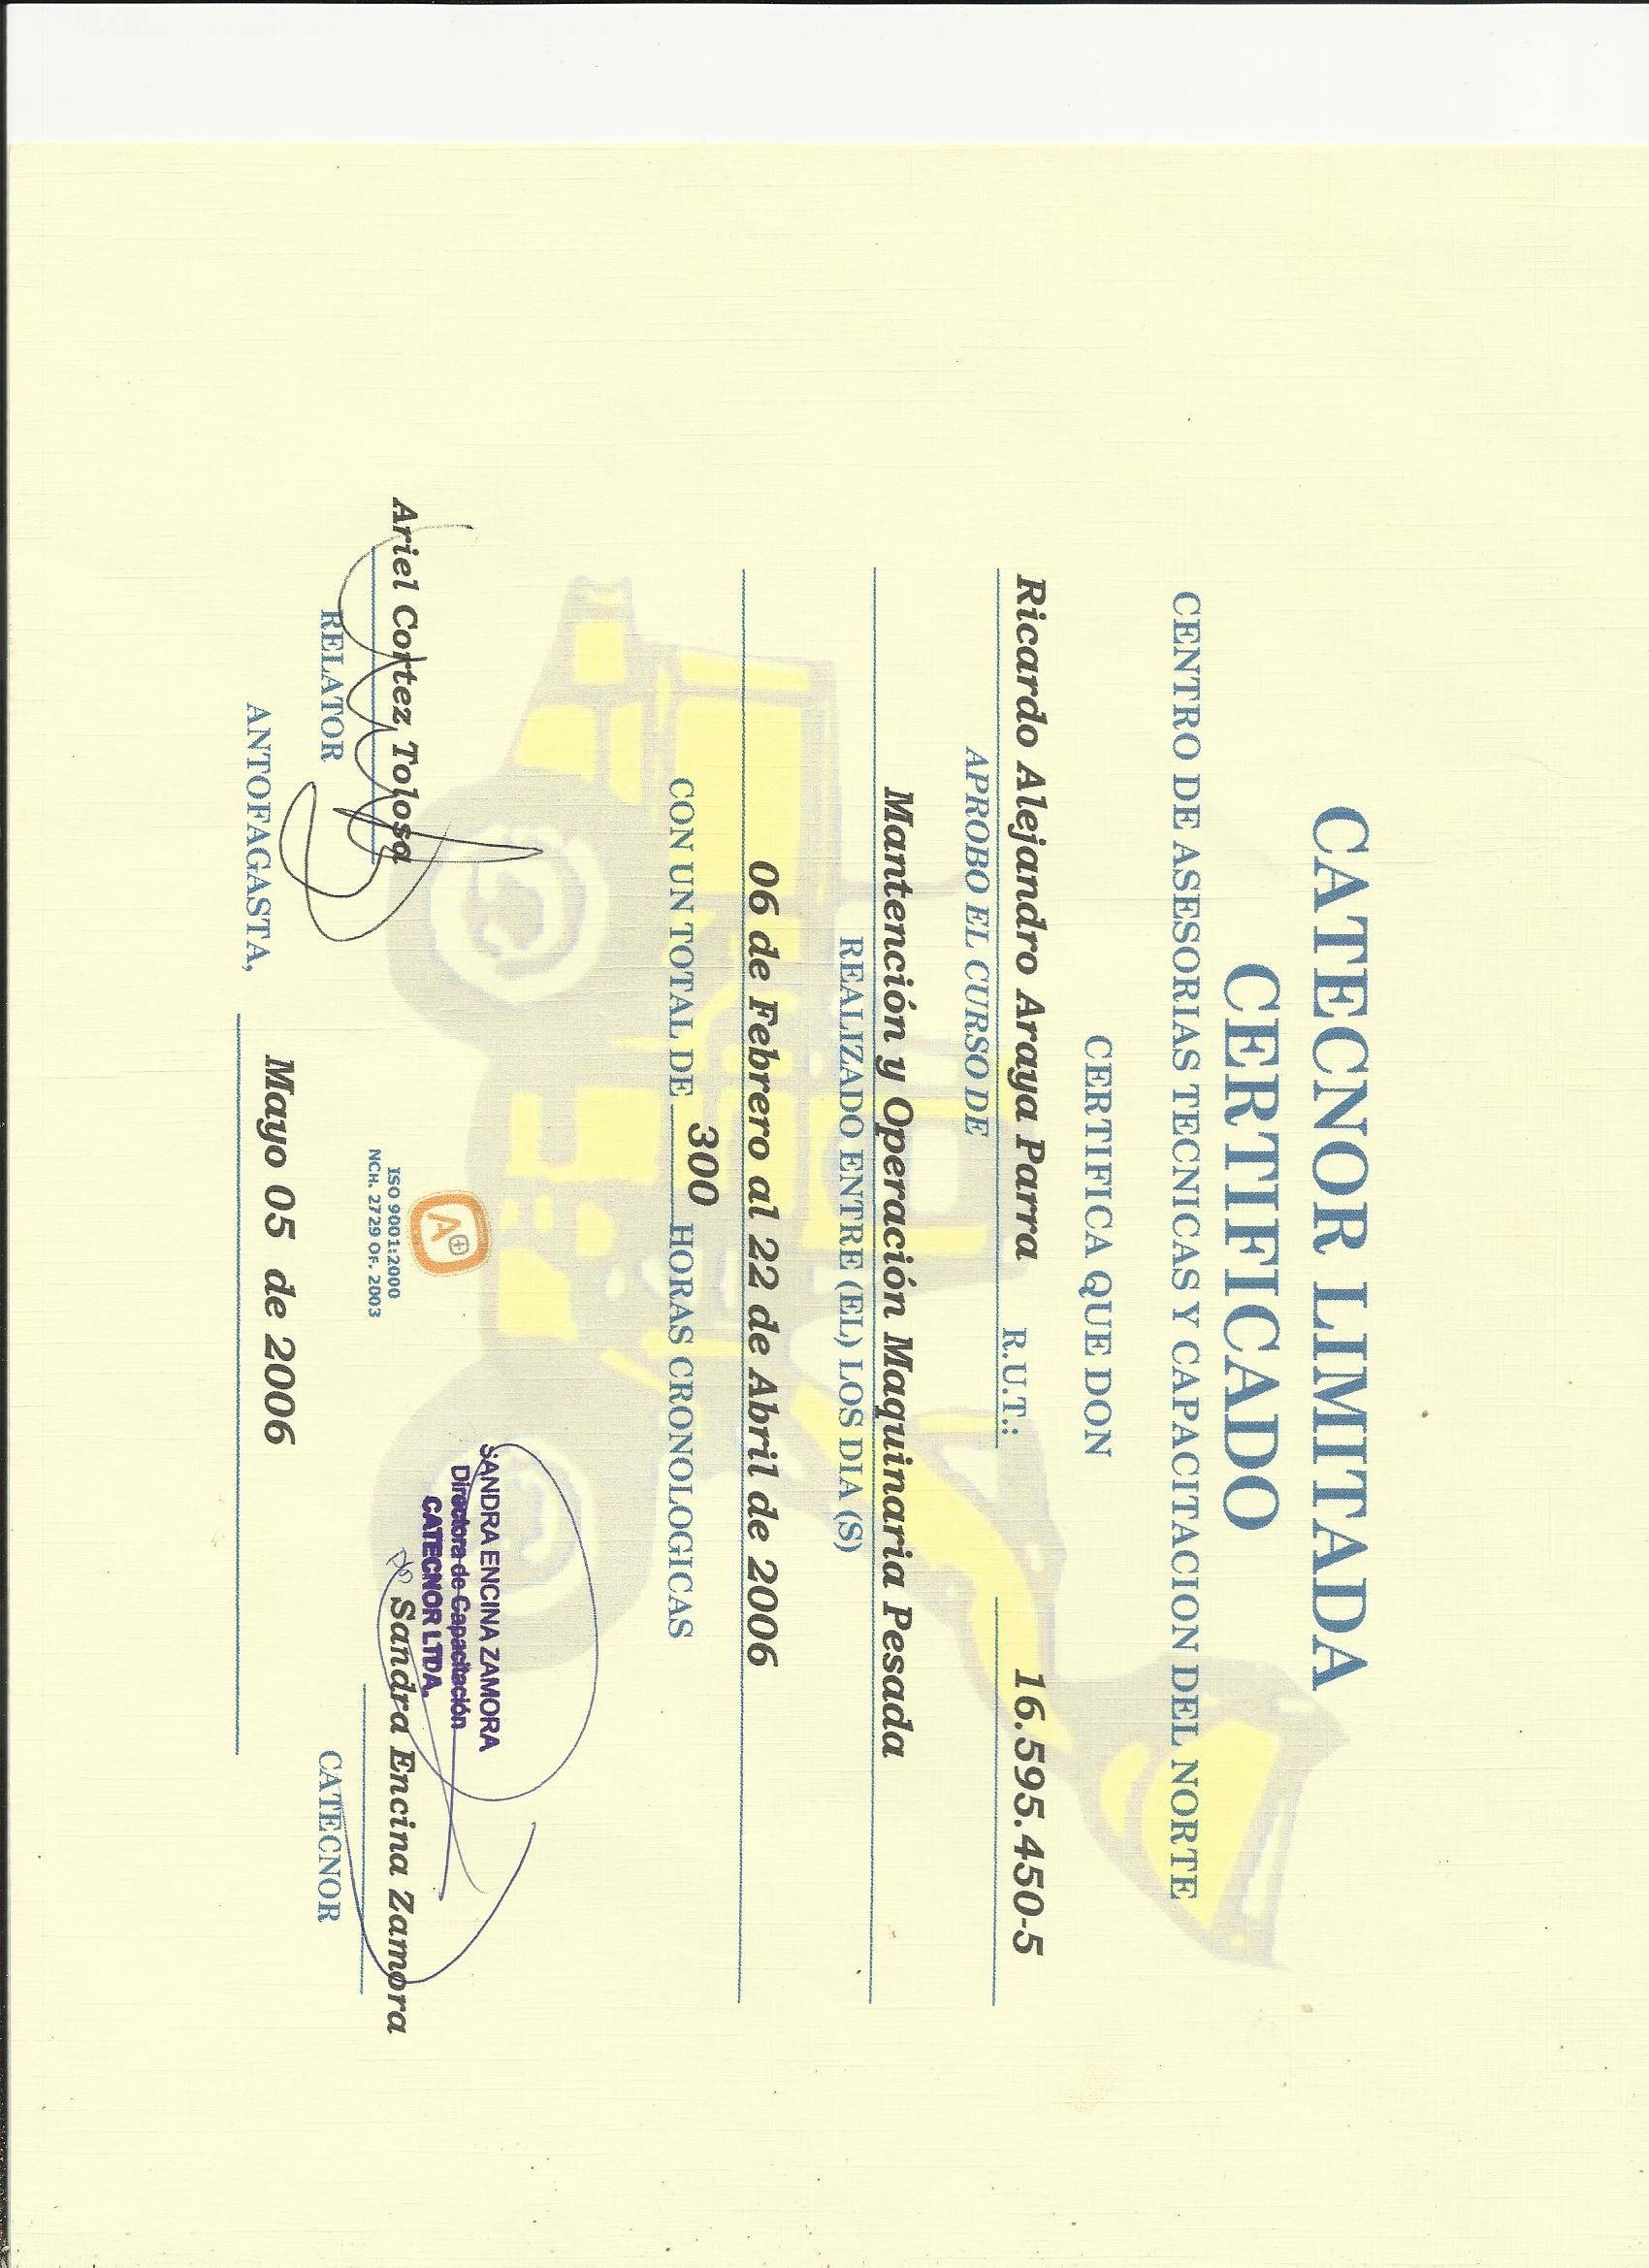 CATECNOR LIMITADA
CERTIFICADO
CENTRO DE ASESORIAS TECNICAS Y CAPACITACION DEL NORTE
CERTIFICA QUE DON
Ricardo Alejandro Araya Parra R.U.T.: 16.595.450-5
APROBO EL CURSO DE
Mantención y Operación Maquinaria Pesada
REALIZADO ENTRE (EL) LOS DIA (S)
06 de Febrero al 22 de Abril de 2006
CON UN TOTAL DE 300 HORAS CRONOLOGICAS
SANDRA ENCINA ZAMORA
Directora de Capacitación
CATECNOR LTDA.
A+
Ariel Cortez Tolosa
Sandra Encina Zamora
ISO 9001:2000
NCH. 2729 OF. 2003
RELATOR
CATECNOR
ANTOFAGASTA, Mayo 05 de 2006